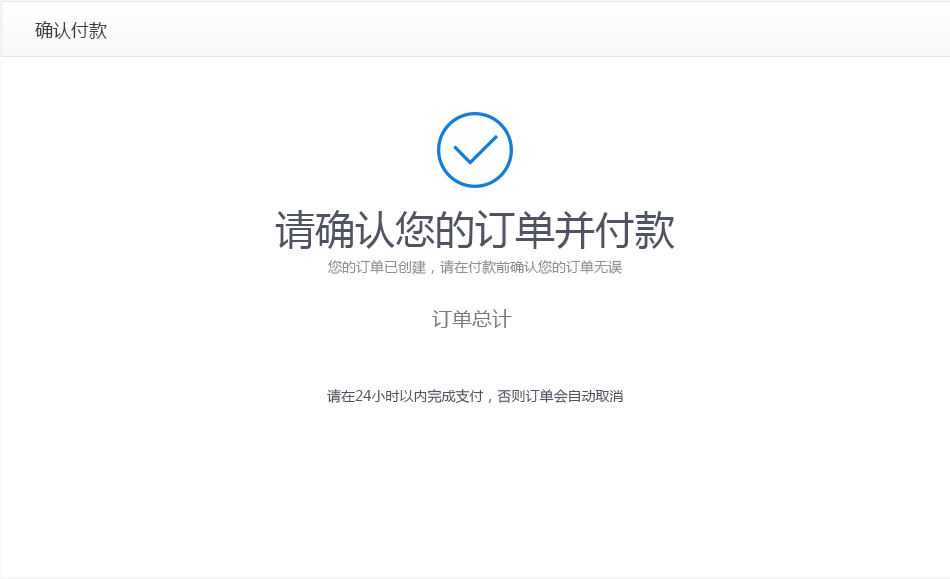 确认付款
请确认您的订单并付款
您的订单已创建，请在付款前确认您的订单无误
订单总计
请在24小时以内完成支付，否则订单会自动取消